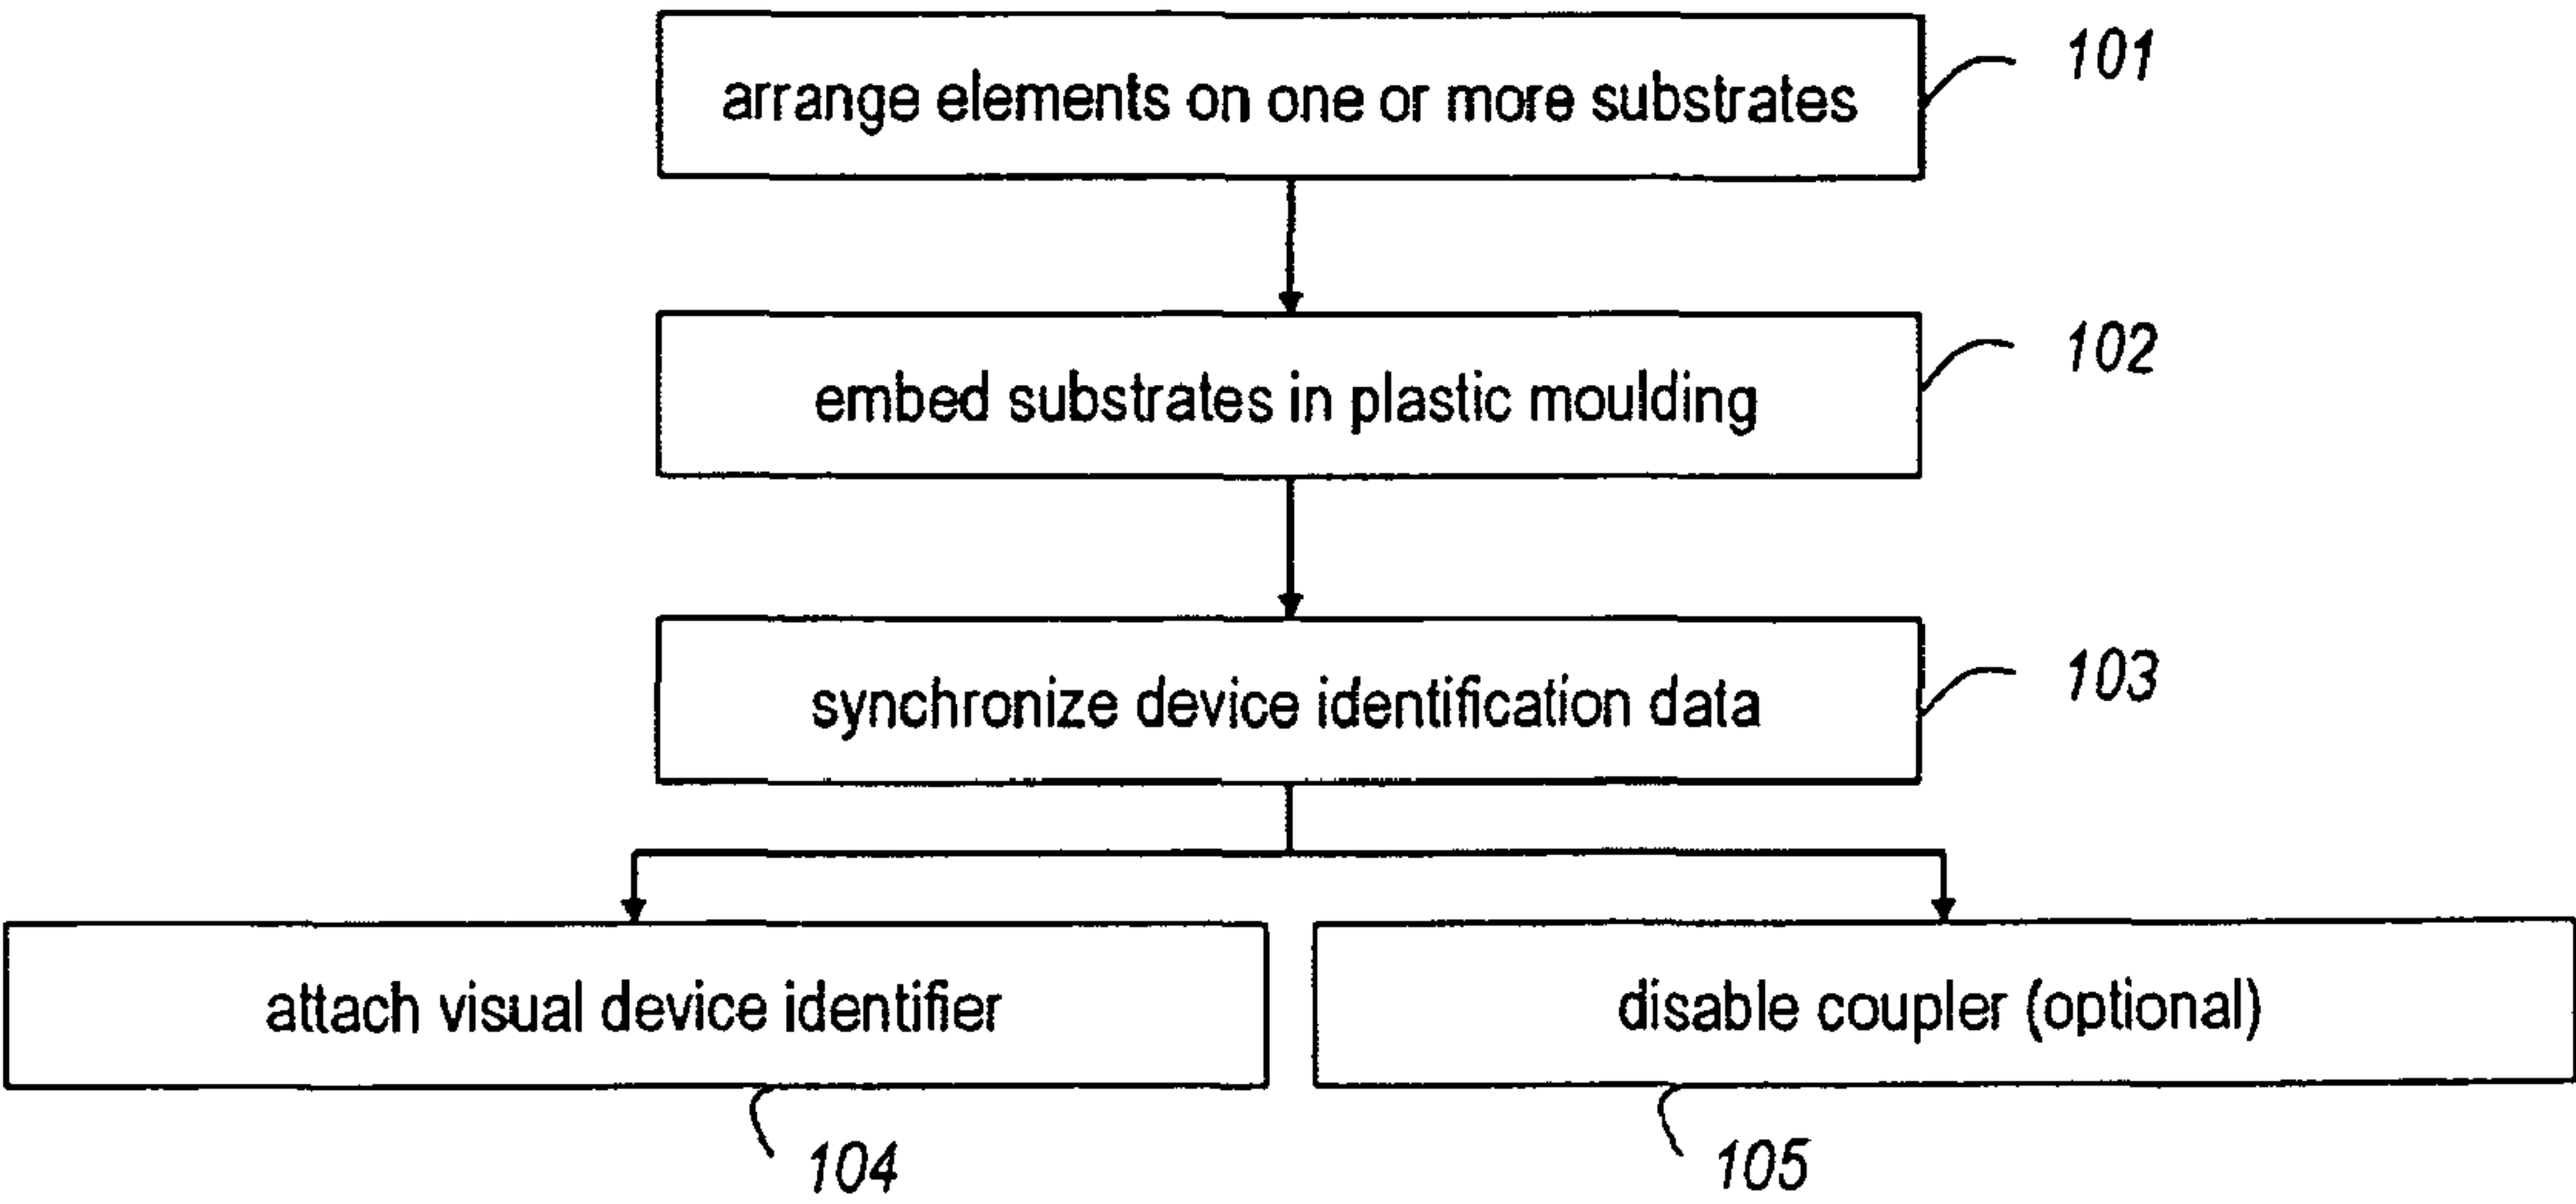 arrange elements on one or more substrates
101
embed substrates in plastic moulding
102
synchronize device identification data
103
attach visual device identifier
disable coupler (optional)
104
105